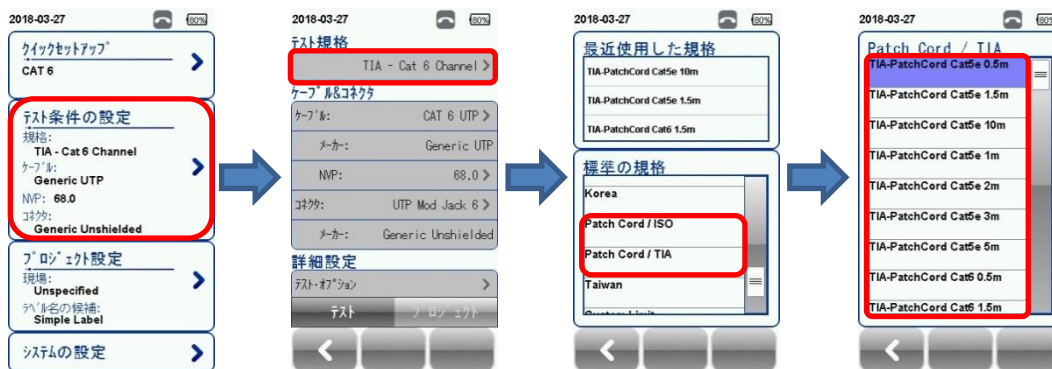 2018-03-27
80%
クイックセットアップ
CAT 6
テスト条件の設定
規格:
TIA - Cat 6 Channel
ケーブル:
Generic UTP
NVP: 68.0
コネクタ:
Generic Unshielded
プロジェクト設定
現場:
Unspecified
ラベル名の候補:
Simple Label
システムの設定
2018-03-27
80%
テスト規格
TIA - Cat 6 Channel
ケーブル&コネクタ
ケーブル: CAT 6 UTP
メーカー: Generic UTP
NVP: 68.0
コネクタ: UTP Mod Jack 6
メーカー: Generic Unshielded
詳細設定
テスト・オプション
テスト プロジェクト
2018-03-27
80%
最近使用した規格
TIA-PatchCord Cat5e 10m
TIA-PatchCord Cat5e 1.5m
TIA-PatchCord Cat6 1.5m
標準の規格
Korea
Patch Cord / ISO
Patch Cord / TIA
Taiwan
Custom Limit
2018-03-27
80%
Patch Cord / TIA
TIA-PatchCord Cat5e 0.5m
TIA-PatchCord Cat5e 1.5m
TIA-PatchCord Cat5e 10m
TIA-PatchCord Cat5e 1m
TIA-PatchCord Cat5e 2m
TIA-PatchCord Cat5e 3m
TIA-PatchCord Cat5e 5m
TIA-PatchCord Cat6 0.5m
TIA-PatchCord Cat6 1.5m